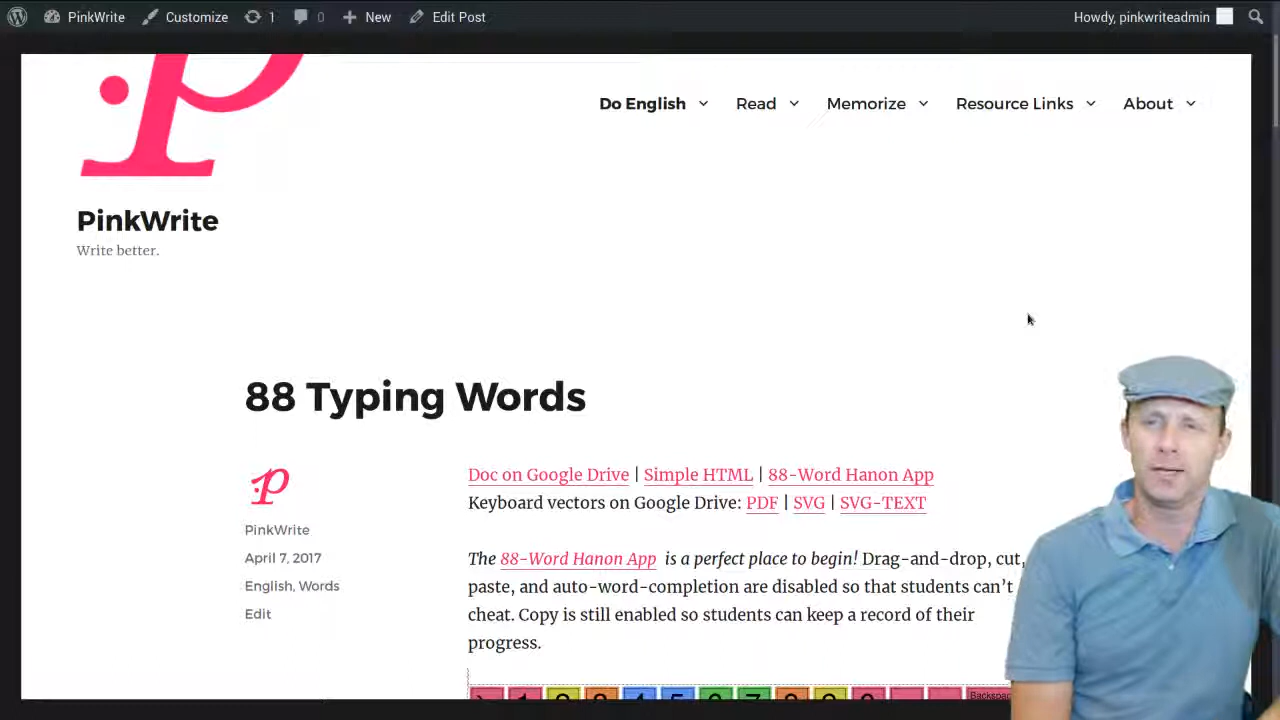 PinkWrite Customize 1 0 New Edit Post Howdy, pinkwriteadmin
Do English Read Memorize Resource Links About
PinkWrite
Write better.
88 Typing Words
Doc on Google Drive | Simple HTML | 88-Word Hanon App
Keyboard vectors on Google Drive: PDF | SVG | SVG-TEXT
PinkWrite
April 7, 2017
English, Words
Edit
The 88-Word Hanon App is a perfect place to begin! Drag-and-drop, cut,
paste, and auto-word-completion are disabled so that students can't
cheat. Copy is still enabled so students can keep a record of their
progress.